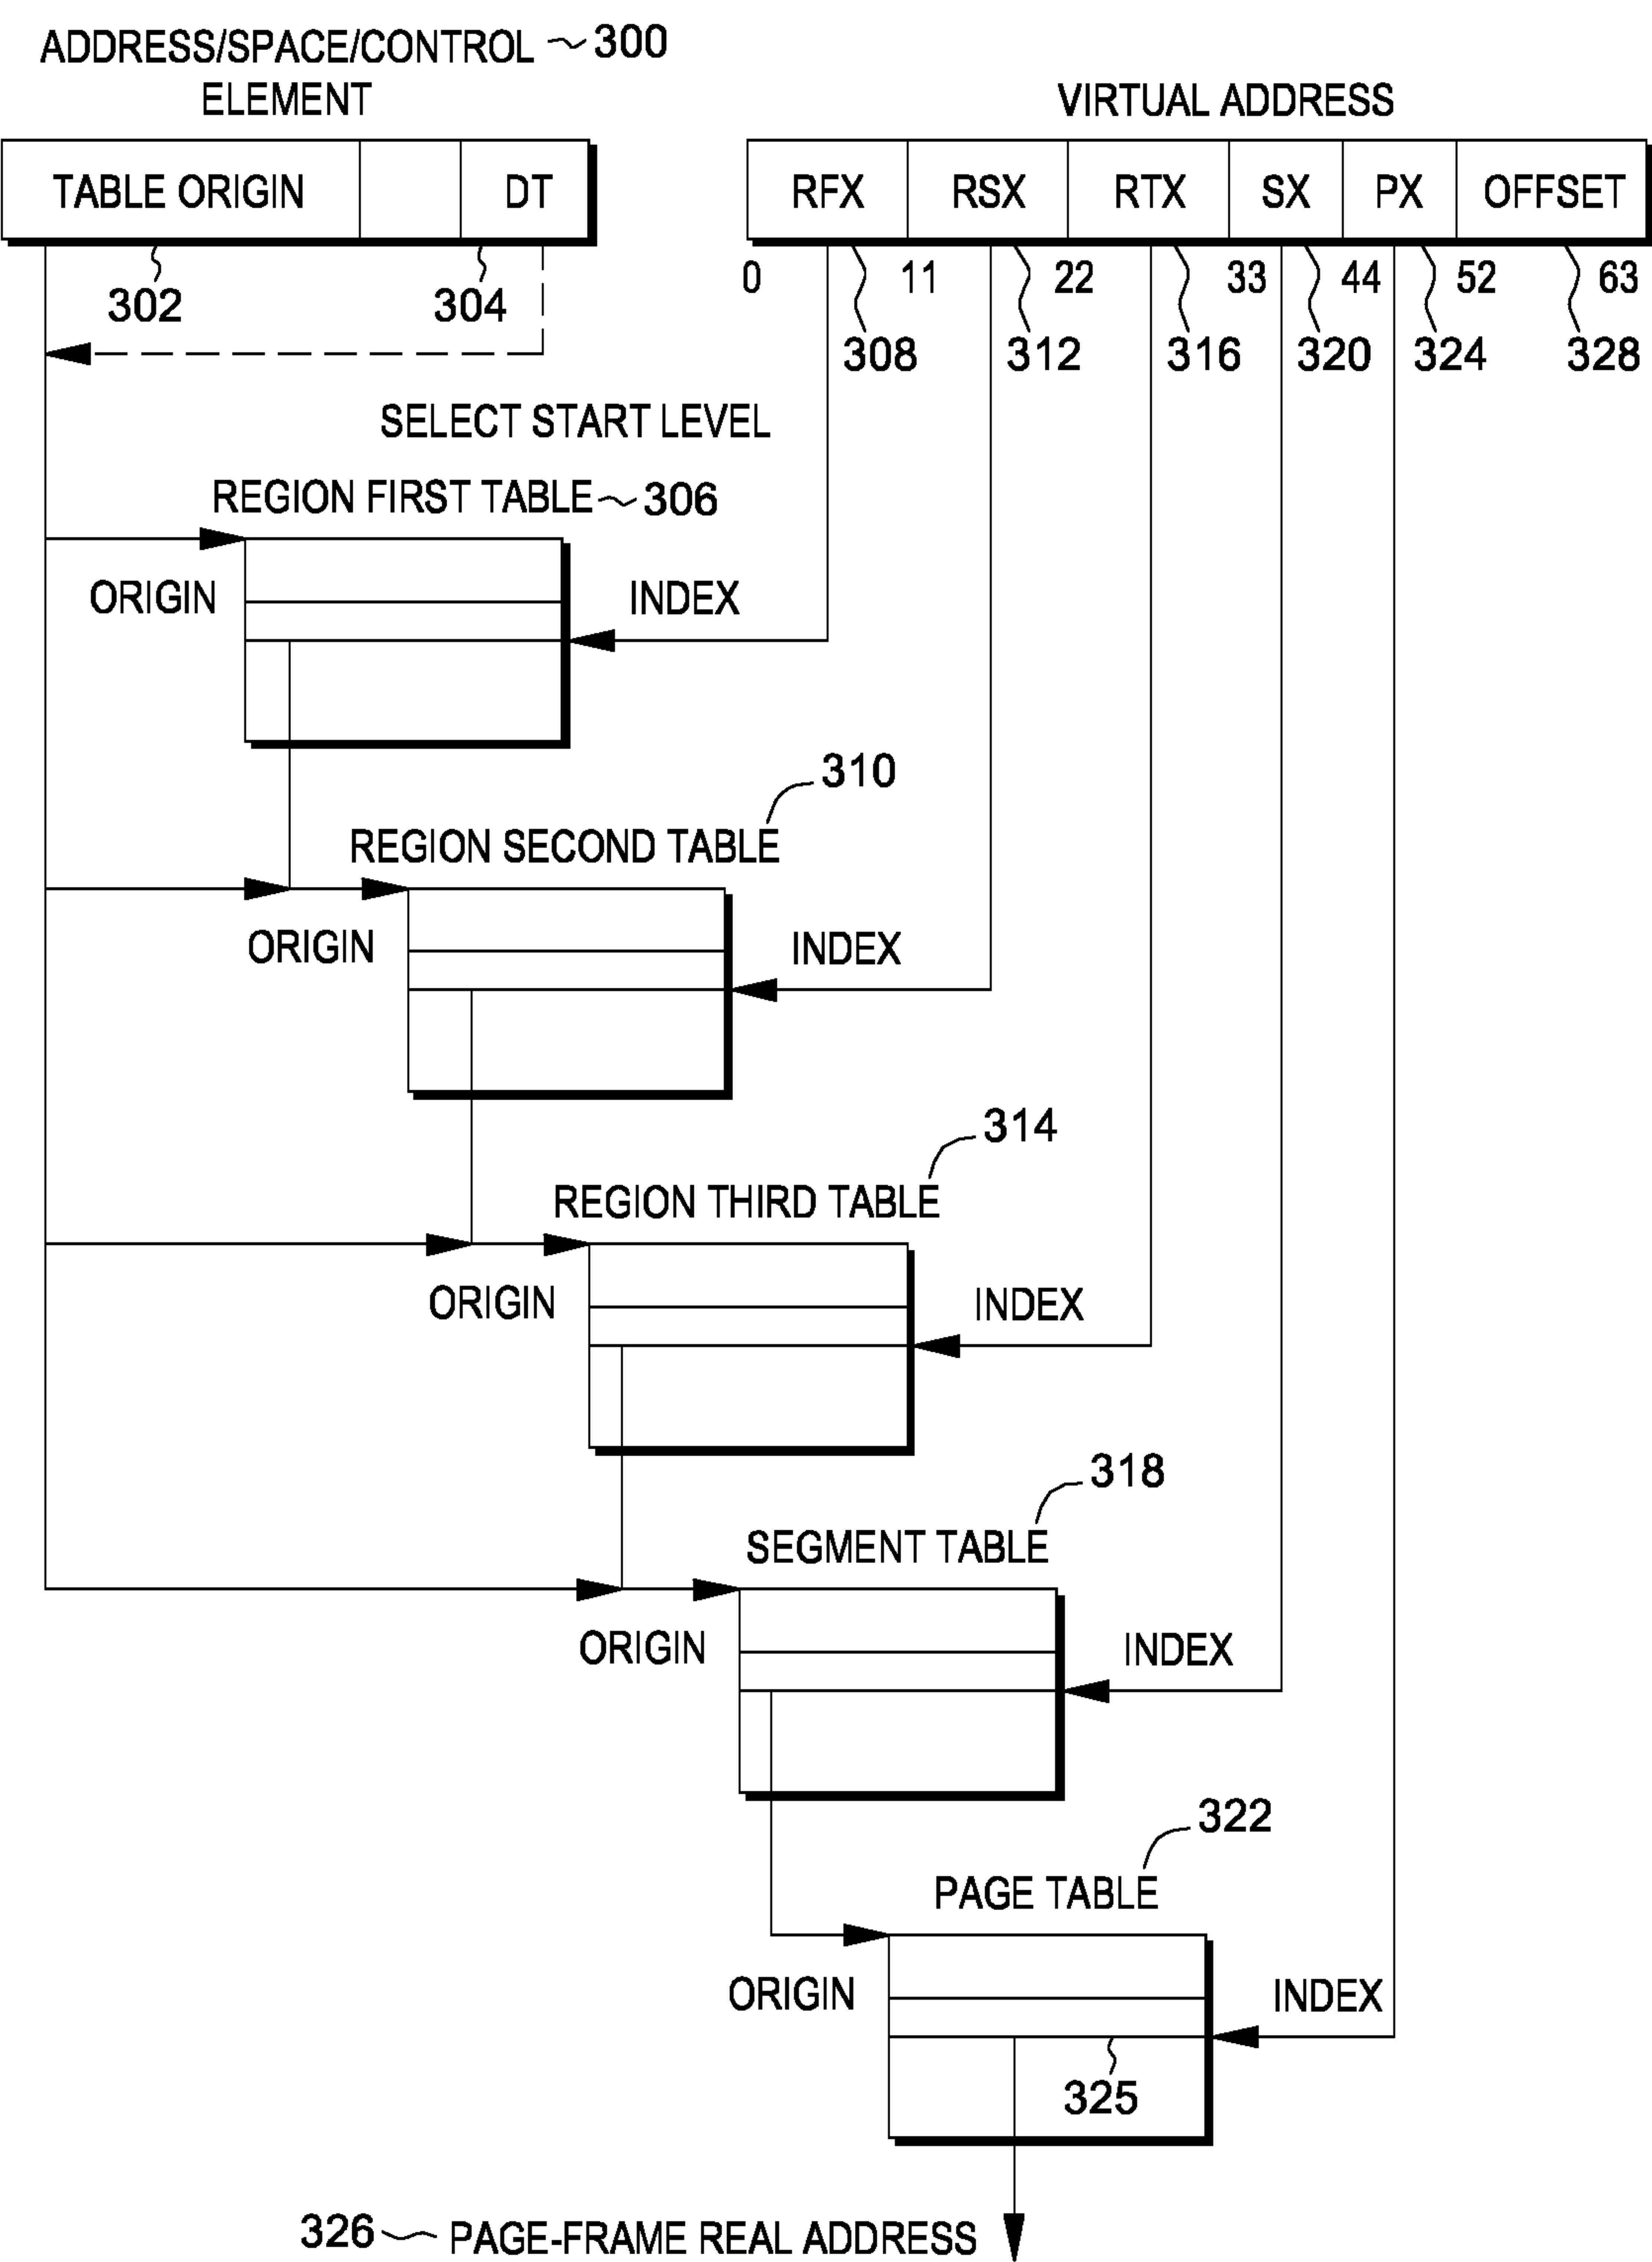 ADDRESS/SPACE/CONTROL 300
ELEMENT
VIRTUAL ADDRESS
TABLE ORIGIN DT
RFX RSX RTX SX PX OFFSET
0 11 22 33 44 52 63
302 304
308 312 316 320 324 328
SELECT START LEVEL
REGION FIRST TABLE 306
ORIGIN INDEX
310
REGION SECOND TABLE
ORIGIN INDEX
314
REGION THIRD TABLE
ORIGIN INDEX
318
SEGMENT TABLE
ORIGIN INDEX
322
PAGE TABLE
ORIGIN INDEX
325
326 PAGE-FRAME REAL ADDRESS